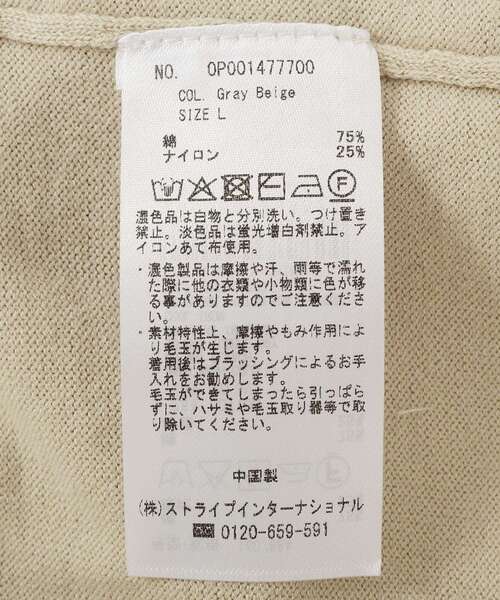 NO. 0P001477700
COL. Gray Beige
SIZE L
綿 75%
ナイロン 25%
濃色品は白物と分別洗い。つけ置き
禁止。淡色品は蛍光増白剤禁止。ア
イロンあて布使用。
・濃色製品は摩擦や汗、雨等で濡れ
た際に他の衣類や小物類に色が移
る事がありますのでご注意くださ
い。
・素材特性上、摩擦やもみ作用によ
り毛玉が生じます。
着用後はブラッシングによるお手
入れをお勧めします。
毛玉ができてしまったら引っぱら
ずに、ハサミや毛玉取り器等で取
り除いてください。
中国製
(株)ストライプインターナショナル
0120-659-591